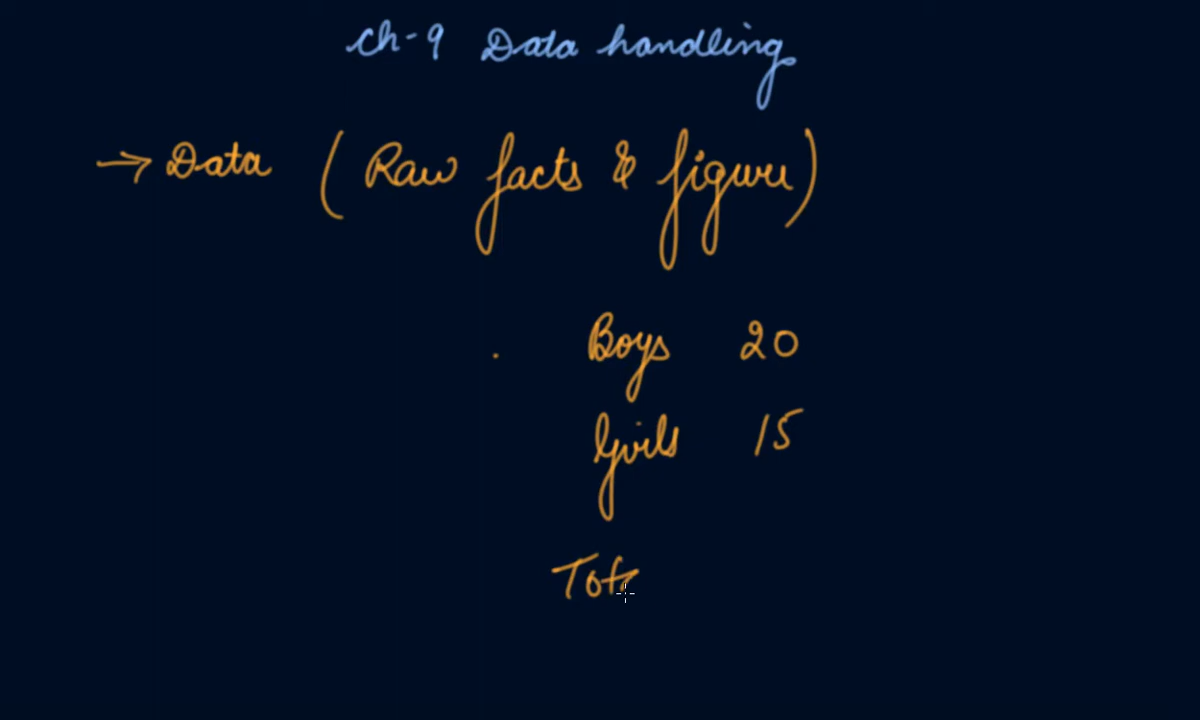 Ch-9 Data handling
→ Data (Raw facts & figure)
Boys 20
Girls 15
Tot